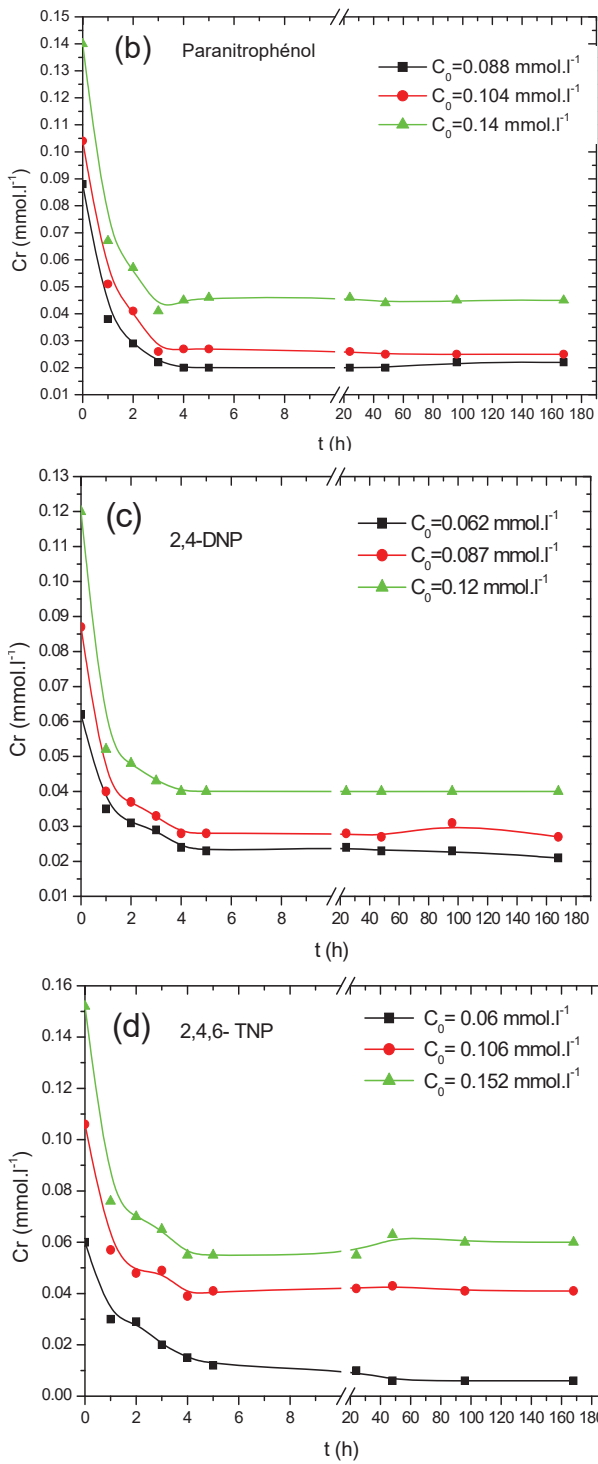 (b)
Paranitrophénol
C₀=0.088 mmol.l⁻¹
C₀=0.104 mmol.l⁻¹
C₀=0.14 mmol.l⁻¹
Cr (mmol.l⁻¹)
0.15
0.14
0.13
0.12
0.11
0.10
0.09
0.08
0.07
0.06
0.05
0.04
0.03
0.02
0.01
0 2 4 6 8 20 40 60 80 100 120 140 160 180
t (h)
(c)
2,4-DNP
C₀=0.062 mmol.l⁻¹
C₀=0.087 mmol.l⁻¹
C₀=0.12 mmol.l⁻¹
Cr (mmol.l⁻¹)
0.13
0.12
0.11
0.10
0.09
0.08
0.07
0.06
0.05
0.04
0.03
0.02
0.01
0 2 4 6 8 20 40 60 80 100 120 140 160 180
t (h)
(d)
2,4,6- TNP
C₀= 0.06 mmol.l⁻¹
C₀= 0.106 mmol.l⁻¹
C₀= 0.152 mmol.l⁻¹
Cr (mmol.l⁻¹)
0.16
0.14
0.12
0.10
0.08
0.06
0.04
0.02
0.00
0 2 4 6 8 20 40 60 80 100 120 140 160 180
t (h)